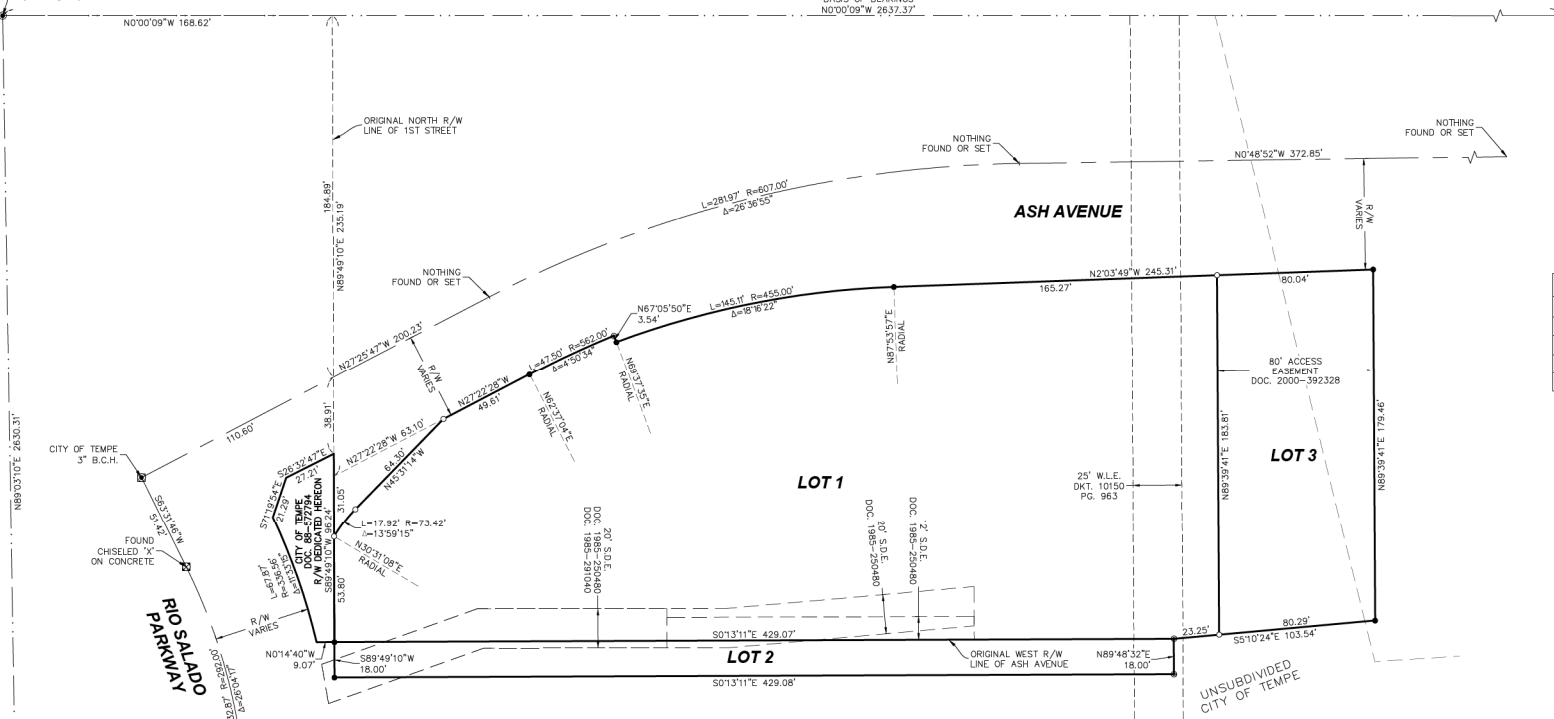 N0°00'09"W 168.62'
N0°00'09"W 2637.37'
ORIGINAL NORTH R/W
LINE OF 1ST STREET
NOTHING
FOUND OR SET
NOTHING
FOUND OR SET
N0°48'52"W 372.85'
184.89'
N89°49'10"E 235.19'
L=281.97' R=607.00'
Δ=26°36'55"
ASH AVENUE
R/W
VARIES
NOTHING
FOUND OR SET
N2°03'49"W 245.31'
165.27'
80.04'
N67°05'50"E
3.54'
L=145.11' R=455.00'
Δ=18°16'22"
N27°25'47"W 200.23'
R/W
VARIES
L=47.50' R=562.00'
Δ=4°50'34"
N87°53'57"E
RADIAL
N69°37'35"E
RADIAL
80' ACCESS
EASEMENT
DOC. 2000-392328
N27°22'28"W
49.61'
N62°37'04"E
RADIAL
N89°03'10"E 2630.31'
38.91'
110.60'
N27°22'28"W 63.10'
CITY OF TEMPE
3" B.C.H.
S26°32'47"E
27.21'
64.30'
N45°31'14"W
LOT 1
LOT 3
N89°39'41"E 183.81'
N89°39'41"E 179.46'
25' W.L.E.
DKT. 10150
PG. 963
S63°31'46"W
51.42'
S71°19'54"E
21.29'
CITY OF TEMPE
DOC. 88-572794
R/W DEDICATED HEREON
S89°49'10"W 96.24'
31.05'
53.80'
L=17.92' R=73.42'
Δ=13°59'15"
N30°31'08"E
RADIAL
FOUND
CHISELED 'X'
ON CONCRETE
L=67.87'
R=336.56'
Δ=11°33'15"
20' S.D.E.
DOC. 1985-250480
DOC. 1985-291040
20' S.D.E.
DOC. 1985-250480
DOC. 1985-250480
RIO SALADO
PARKWAY
R/W
VARIES
S0°13'11"E 429.07'
23.25'
80.29'
S5°10'24"E 103.54'
N0°14'40"W
9.07'
S89°49'10"W
18.00'
LOT 2
ORIGINAL WEST R/W
LINE OF ASH AVENUE
N89°48'32"E
18.00'
S0°13'11"E 429.08'
UNSUBDIVIDED
CITY OF TEMPE
R=292.00'
Δ=26°04'17"